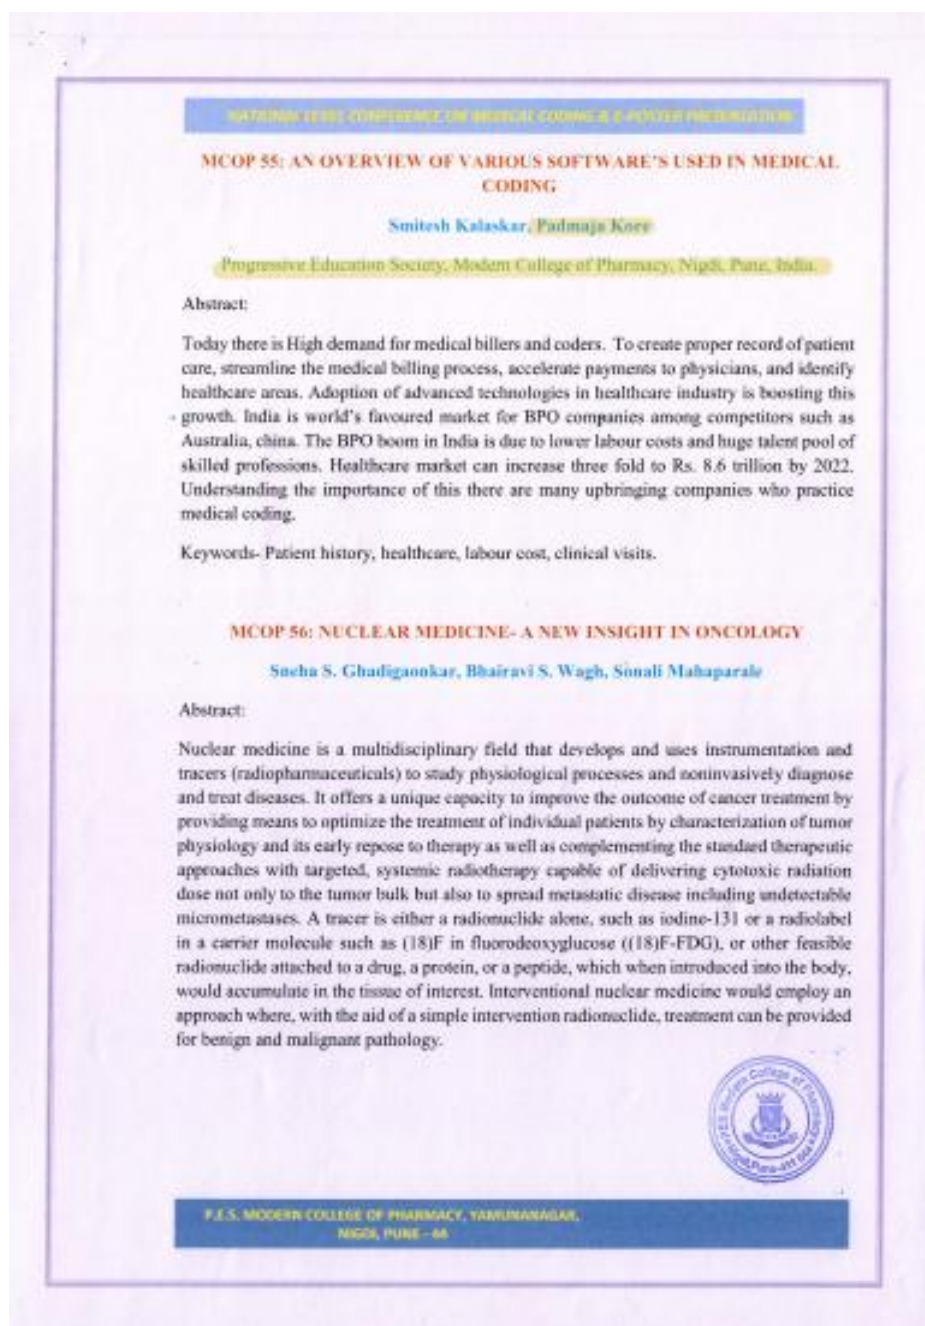 NATIONAL LEVEL CONFERENCE ON MEDICAL CODING & E-POSTER PRESENTATION
MCOP 55: AN OVERVIEW OF VARIOUS SOFTWARE'S USED IN MEDICAL
CODING
Smitesh Kalaskar, Padmaja Kore
Progressive Education Society, Modern College of Pharmacy, Nigdi, Pune, India.
Abstract:
Today there is High demand for medical billers and coders. To create proper record of patient
care, streamline the medical billing process, accelerate payments to physicians, and identify
healthcare areas. Adoption of advanced technologies in healthcare industry is boosting this
growth. India is world's favoured market for BPO companies among competitors such as
Australia, china. The BPO boom in India is due to lower labour costs and huge talent pool of
skilled professions. Healthcare market can increase three fold to Rs. 8.6 trillion by 2022.
Understanding the importance of this there are many upbringing companies who practice
medical coding.
Keywords- Patient history, healthcare, labour cost, clinical visits.
MCOP 56: NUCLEAR MEDICINE- A NEW INSIGHT IN ONCOLOGY
Sneha S. Ghadigaonkar, Bhairavi S. Wagh, Sonali Mahaparale
Abstract:
Nuclear medicine is a multidisciplinary field that develops and uses instrumentation and
tracers (radiopharmaceuticals) to study physiological processes and noninvasively diagnose
and treat diseases. It offers a unique capacity to improve the outcome of cancer treatment by
providing means to optimize the treatment of individual patients by characterization of tumor
physiology and its early repose to therapy as well as complementing the standard therapeutic
approaches with targeted, systemic radiotherapy capable of delivering cytotoxic radiation
dose not only to the tumor bulk but also to spread metastatic disease including undetectable
micrometastases. A tracer is either a radionuclide alone, such as iodine-131 or a radiolabel
in a carrier molecule such as (18)F in fluorodeoxyglucose ((18)F-FDG), or other feasible
radionuclide attached to a drug, a protein, or a peptide, which when introduced into the body,
would accumulate in the tissue of interest. Interventional nuclear medicine would employ an
approach where, with the aid of a simple intervention radionuclide, treatment can be provided
for benign and malignant pathology.
College of Pharmacy
Nigdi, Pune-411 044
P.E.S. MODERN COLLEGE OF PHARMACY, YAMUNANAGAR,
NIGDI, PUNE - 44